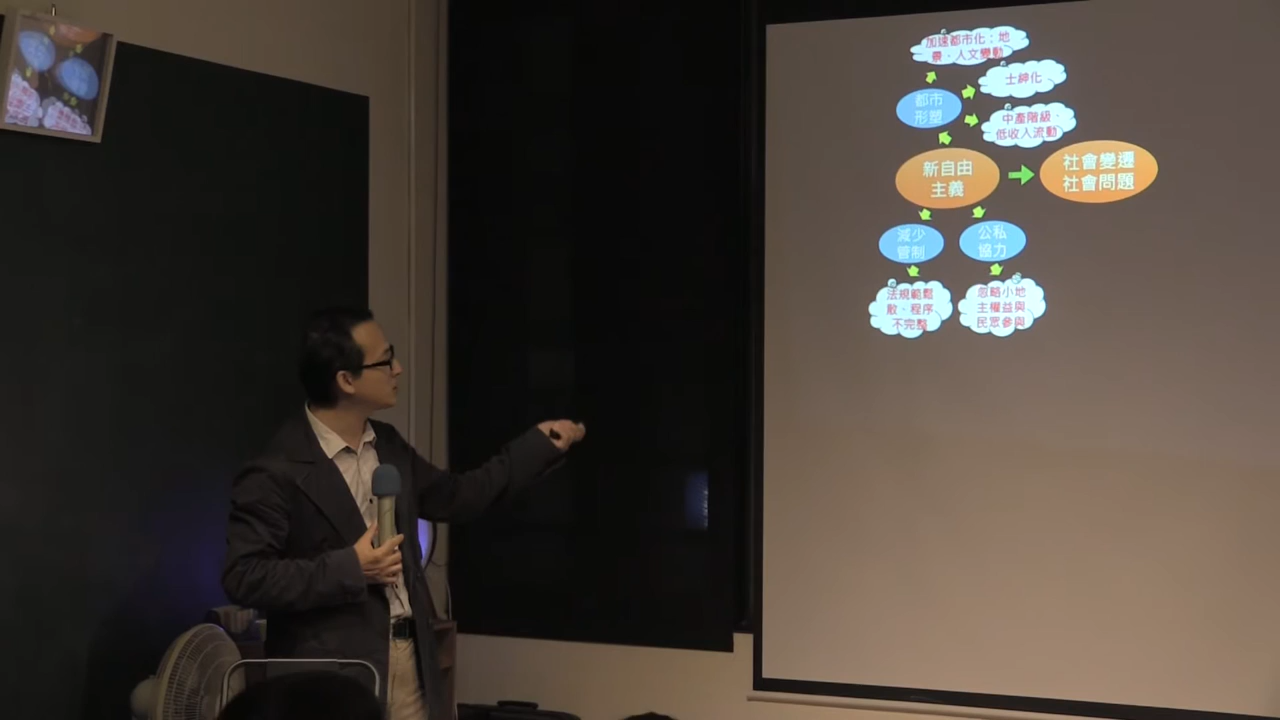 加速都市化：地
景、人文變動
士紳化
都市
形塑
中產階級、
低收入流動
新自由
主義
社會變遷
社會問題
減少
管制
公私
協力
法規範鬆
散、程序
不完整
忽略小地
主權益與
民眾參與